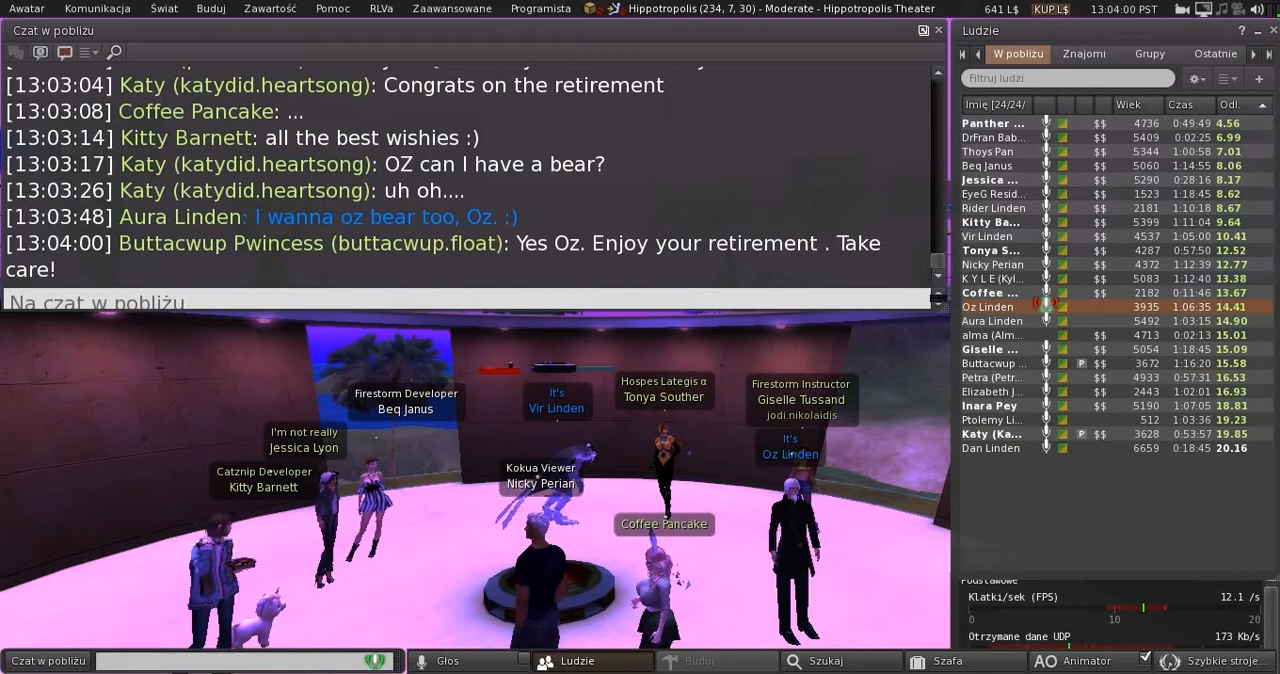 Awatar Komunikacja Świat Buduj Zawartość Pomoc RLVa Zaawansowane Programista Hippotropolis (234, 7, 30) - Moderate - Hippotropolis Theater 641 L$ KUP L$ 13:04:00 PST
Czat w pobliżu
[13:03:04] Katy (katydid.heartsong): Congrats on the retirement
[13:03:08] Coffee Pancake: ...
[13:03:14] Kitty Barnett: all the best wishies :)
[13:03:17] Katy (katydid.heartsong): OZ can I have a bear?
[13:03:26] Katy (katydid.heartsong): uh oh....
[13:03:48] Aura Linden: I wanna oz bear too, Oz. :)
[13:04:00] Buttacwup Pwincess (buttacwup.float): Yes Oz. Enjoy your retirement . Take
care!
Na czat w pobliżu
Firestorm Developer
Beq Janus
It's
Vir Linden
Hospes Lategis α
Tonya Souther
Firestorm Instructor
Giselle Tussand
jodi.nikolaidis
I'm not really
Jessica Lyon
It's
Oz Linden
Catznip Developer
Kitty Barnett
Kokua Viewer
Nicky Perian
Coffee Pancake
Ludzie
W pobliżu Znajomi Grupy Ostatnie
Filtruj ludzi
Imię [24/24/ Wiek Czas Odl.
Panther ... $$ 4736 0:49:49 4.56
DrFran Bab... $$ 5409 0:02:25 6.99
Thoys Pan $$ 5344 1:00:58 7.01
Beq Janus $$ 5060 1:14:55 8.06
Jessica ... $$ 5290 0:28:16 8.17
EyeG Resid... $$ 1523 1:18:45 8.62
Rider Linden $$ 2181 1:10:18 8.67
Kitty Ba... $$ 5399 1:11:04 9.64
Vir Linden $$ 4537 1:05:00 10.41
Tonya S... $$ 4287 0:57:50 12.52
Nicky Perian $$ 4372 1:12:39 12.77
K Y L E (Kyl... $$ 5083 1:12:40 13.38
Coffee ... $$ 2182 0:11:46 13.67
Oz Linden 3935 1:06:35 14.41
Aura Linden 5492 1:03:15 14.90
alma (Alm... $$ 4713 0:02:13 15.01
Giselle ... $$ 5054 1:18:45 15.09
Buttacwup ... P $$ 3672 1:16:20 15.58
Petra (Petr... $$ 4933 0:57:31 16.53
Elizabeth J... $$ 2443 1:02:01 16.93
Inara Pey $$ 5190 1:07:05 18.81
Ptolemy Li... 512 1:03:36 19.23
Katy (Ka... P $$ 3628 0:53:57 19.85
Dan Linden 6659 0:18:45 20.16
Podstawowe
Klatki/sek (FPS) 12.1 /s
0 10 20
Otrzymane dane UDP 173 Kb/s
Czat w pobliżu Głos Ludzie Buduj Szukaj Szafa AO Animator Szybkie stroje...